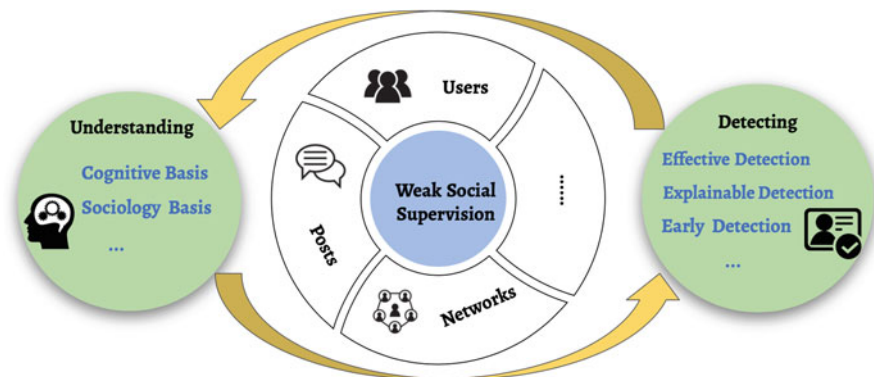 Understanding
Cognitive Basis
Sociology Basis
...
Users
Posts
Weak Social
Supervision
......
Networks
Detecting
Effective Detection
Explainable Detection
Early Detection
...